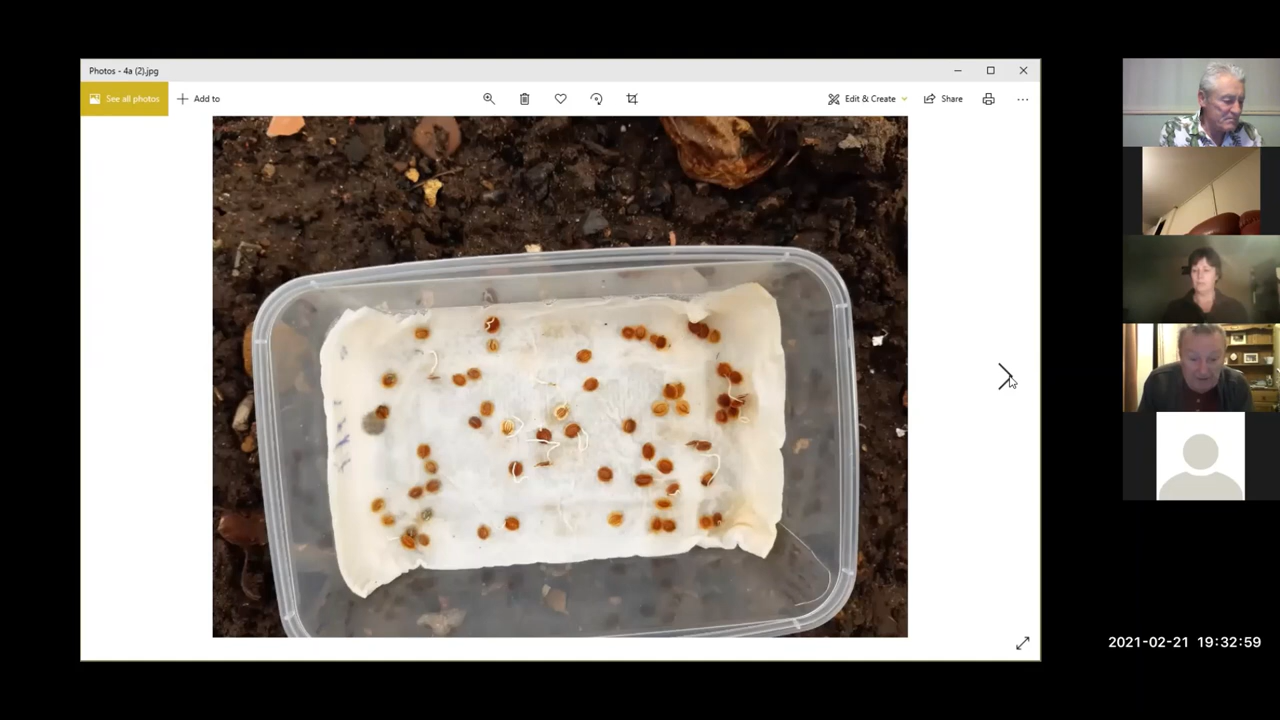 Photos - 4a (2).jpg
See all photos
Add to
Edit & Create
Share
2021-02-21 19:32:59